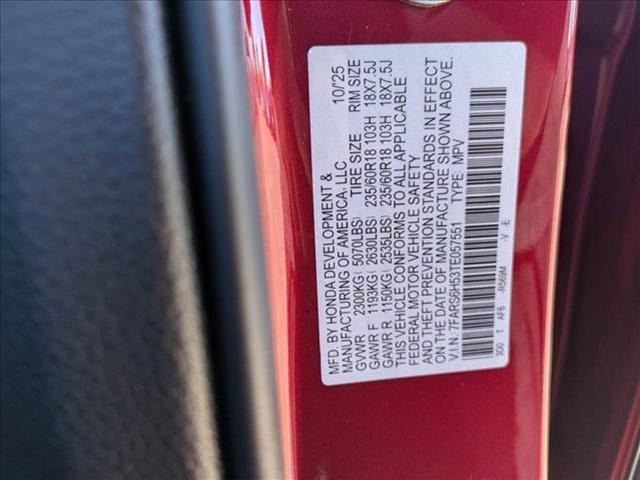 MFD. BY HONDA DEVELOPMENT & 
MANUFACTURING OF AMERICA, LLC 10/25
GVWR 2300KG( 5070LBS) TIRE SIZE RIM SIZE
GAWR F 1193KG( 2630LBS) 235/60R18 103H 18X7.5J
GAWR R 1150KG( 2535LBS) 235/60R18 103H 18X7.5J
THIS VEHICLE CONFORMS TO ALL APPLICABLE
FEDERAL MOTOR VEHICLE SAFETY
AND THEFT PREVENTION STANDARDS IN EFFECT
ON THE DATE OF MANUFACTURE SHOWN ABOVE.
V.I.N. 7FARS6H53TE057551 TYPE: MPV
3D0 T AF6 -R569M -V -E